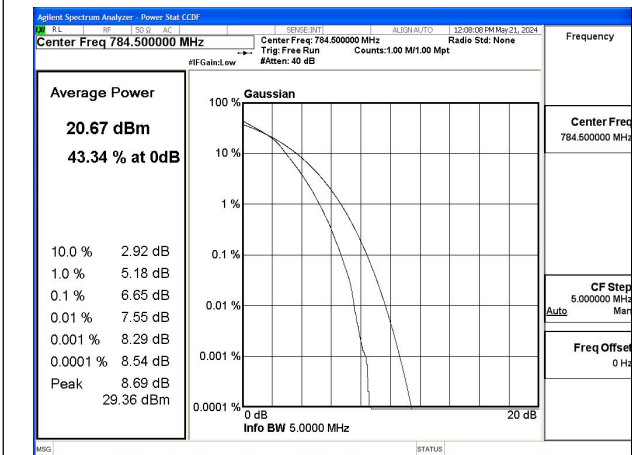 Agilent Spectrum Analyzer - Power Stat CCDF
RL RF 50 Ω AC SENSE:INT ALIGN AUTO 12:08:08 PM May 21, 2024
Center Freq 784.500000 MHz
Center Freq: 784.500000 MHz Radio Std: None
Trig: Free Run Counts:1.00 M/1.00 Mpt
#IFGain:Low #Atten: 40 dB
Frequency
Average Power
20.67 dBm
43.34 % at 0dB
10.0 % 2.92 dB
1.0 % 5.18 dB
0.1 % 6.65 dB
0.01 % 7.55 dB
0.001 % 8.29 dB
0.0001 % 8.54 dB
Peak 8.69 dB
29.36 dBm
Gaussian
100 %
10 %
1 %
0.1 %
0.01 %
0.001 %
0.0001 %
0 dB 20 dB
Info BW 5.0000 MHz
Center Freq
784.500000 MHz
CF Step
5.000000 MHz
Auto Man
Freq Offset
0 Hz
MSG STATUS